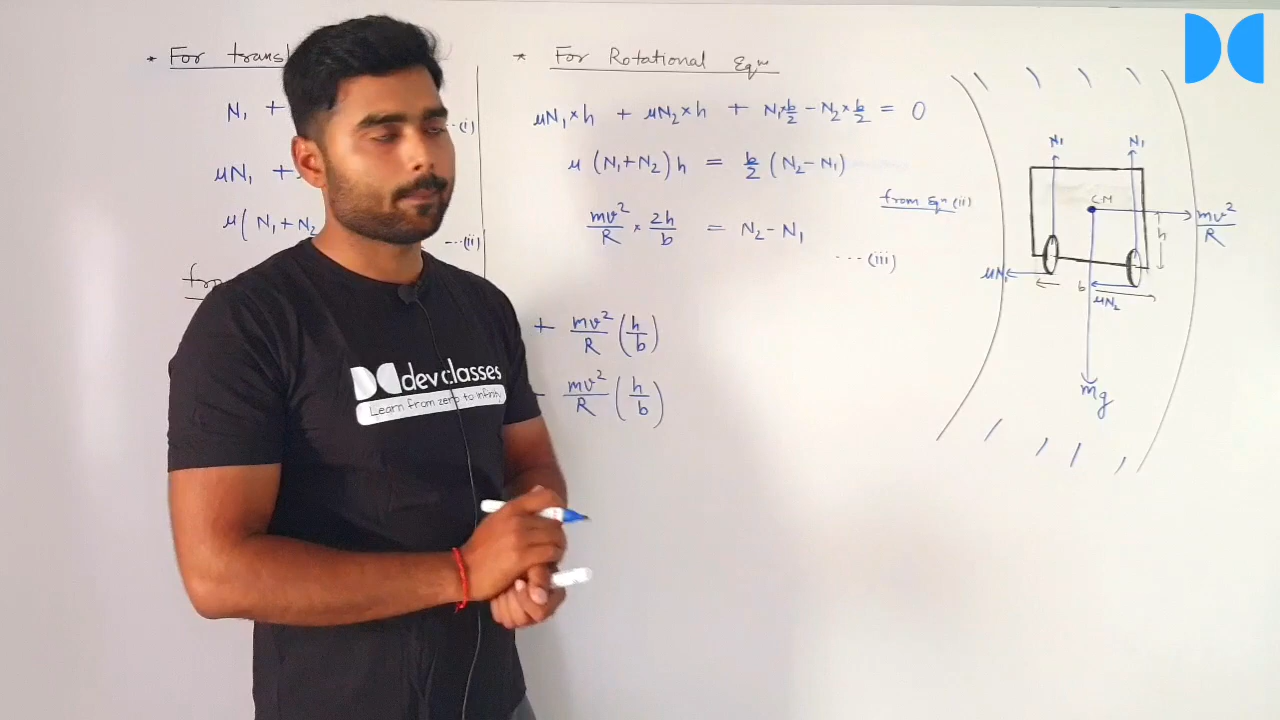 * For transl
N₁ +
--(i)
μN₁ +
μ( N₁+N₂
--(ii)
* For Rotational Eqⁿ
μN₁×h + μN₂×h + N₁×b/2 - N₂×b/2 = 0
μ (N₁+N₂)h = b/2 (N₂-N₁)
from Eqⁿ(ii)
mv²/R × 2h/b = N₂-N₁
---(iii)
+ mv²/R (h/b)
- mv²/R (h/b)
N₁
N₁
C.M
mv²/R
h
μN₁
b
μN₂
mg
dev classes
Learn from zero to infinity